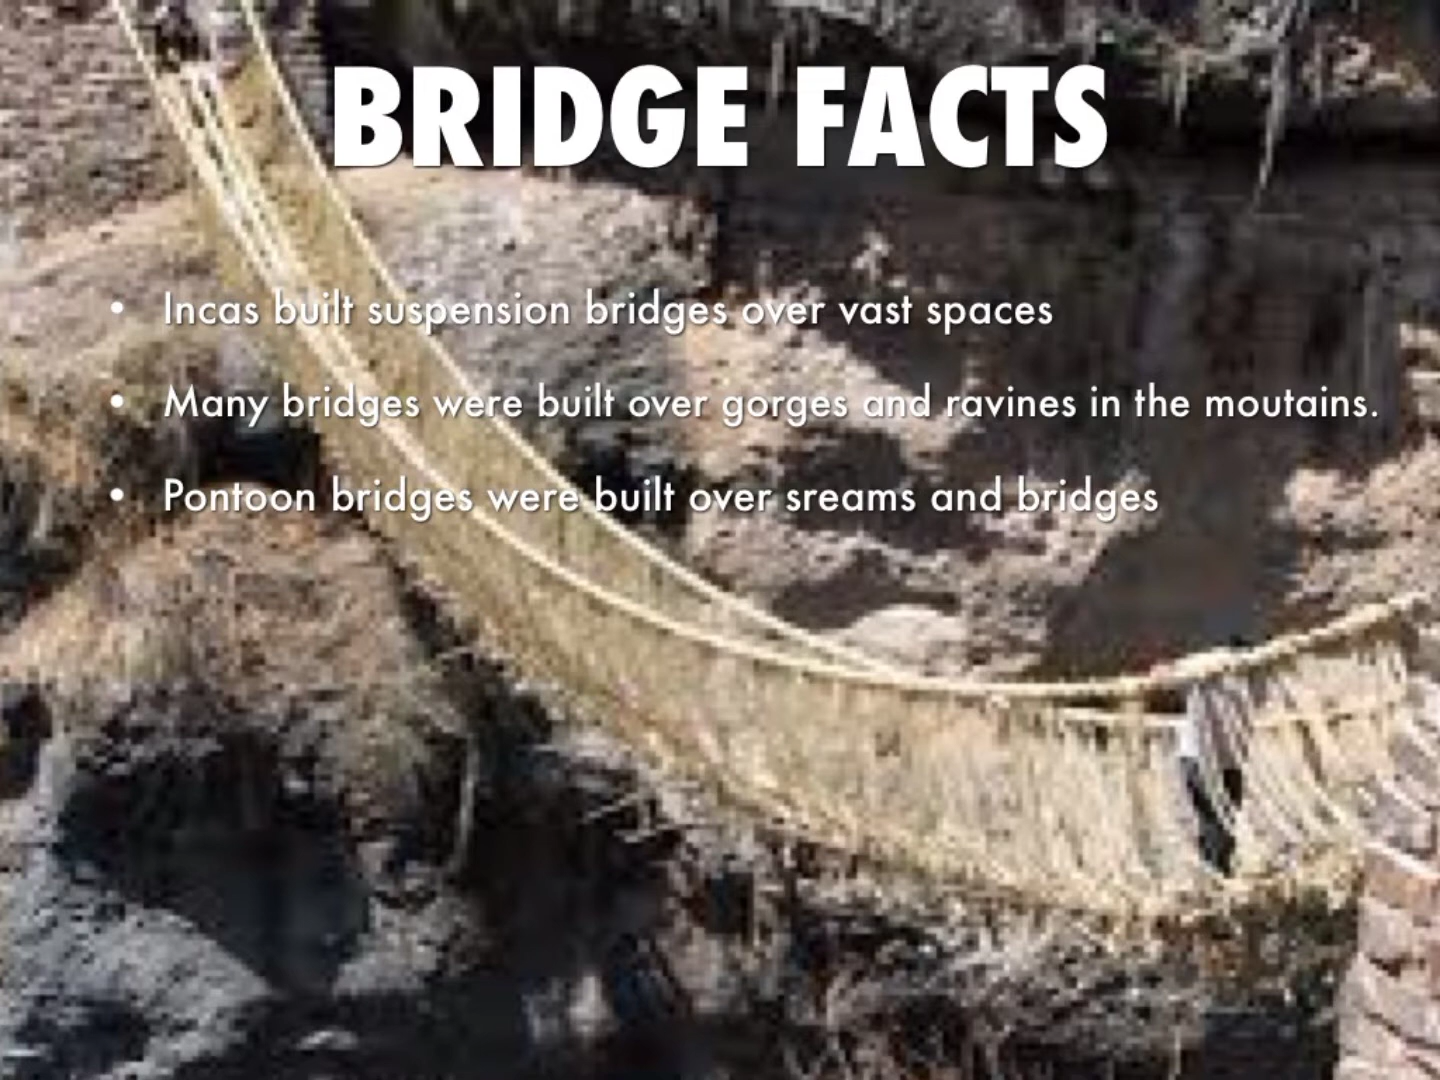 BRIDGE FACTS
• Incas built suspension bridges over vast spaces
• Many bridges were built over gorges and ravines in the moutains.
• Pontoon bridges were built over sreams and bridges